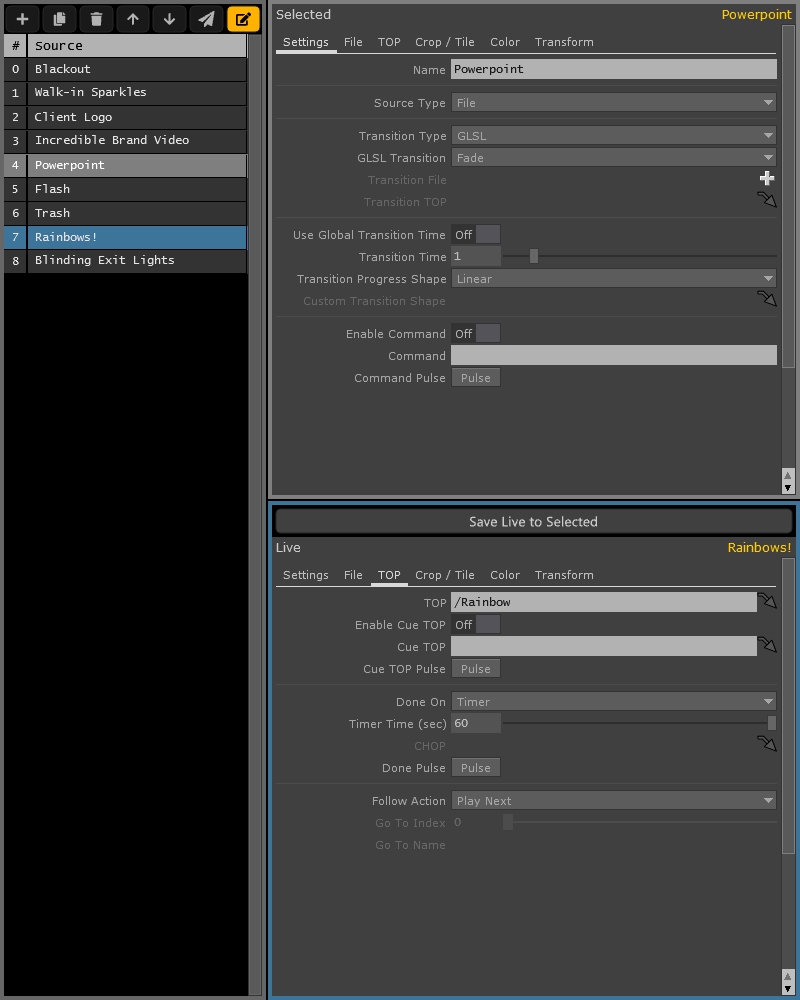 # Source
0 Blackout
1 Walk-in Sparkles
2 Client Logo
3 Incredible Brand Video
4 Powerpoint
5 Flash
6 Trash
7 Rainbows!
8 Blinding Exit Lights
Selected Powerpoint
Settings File TOP Crop / Tile Color Transform
Name Powerpoint
Source Type File
Transition Type GLSL
GLSL Transition Fade
Transition File
Transition TOP
Use Global Transition Time Off
Transition Time 1
Transition Progress Shape Linear
Custom Transition Shape
Enable Command Off
Command
Command Pulse Pulse
Save Live to Selected
Live Rainbows!
Settings File TOP Crop / Tile Color Transform
TOP /Rainbow
Enable Cue TOP Off
Cue TOP
Cue TOP Pulse Pulse
Done On Timer
Timer Time (sec) 60
CHOP
Done Pulse Pulse
Follow Action Play Next
Go To Index 0
Go To Name